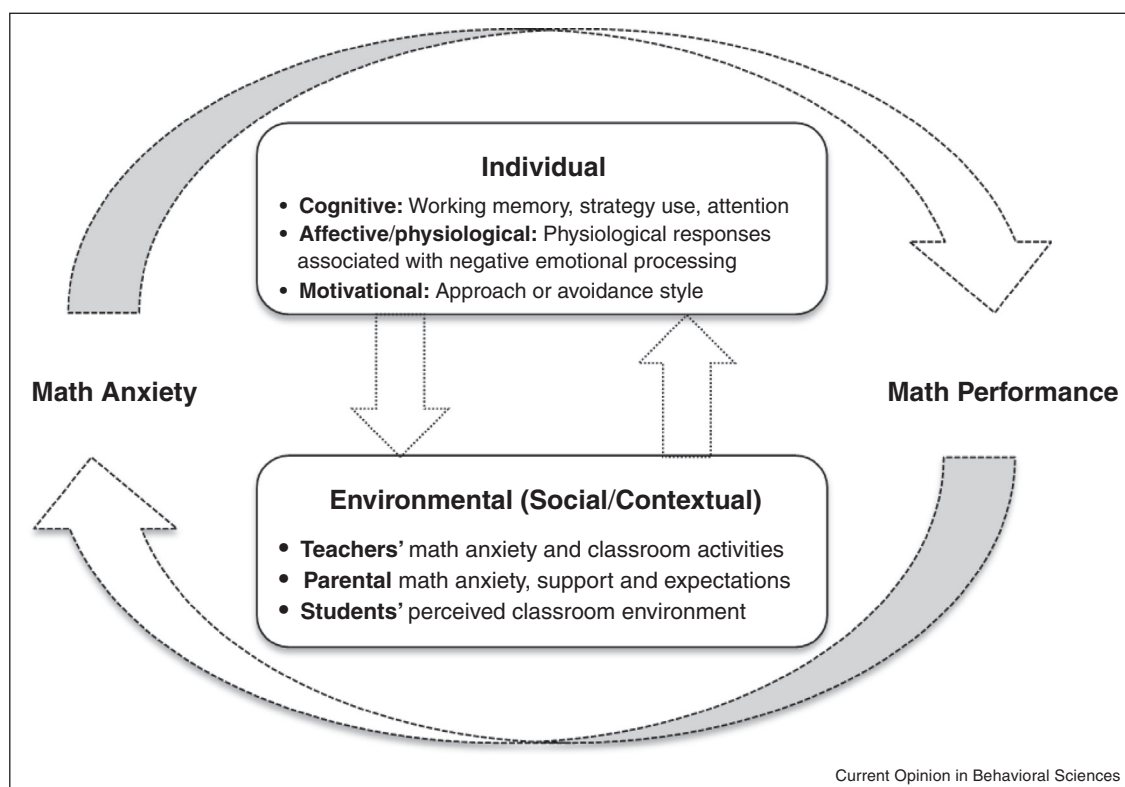 Individual
• Cognitive: Working memory, strategy use, attention
• Affective/physiological: Physiological responses
associated with negative emotional processing
• Motivational: Approach or avoidance style
Math Anxiety
Math Performance
Environmental (Social/Contextual)
• Teachers’ math anxiety and classroom activities
• Parental math anxiety, support and expectations
• Students’ perceived classroom environment
Current Opinion in Behavioral Sciences